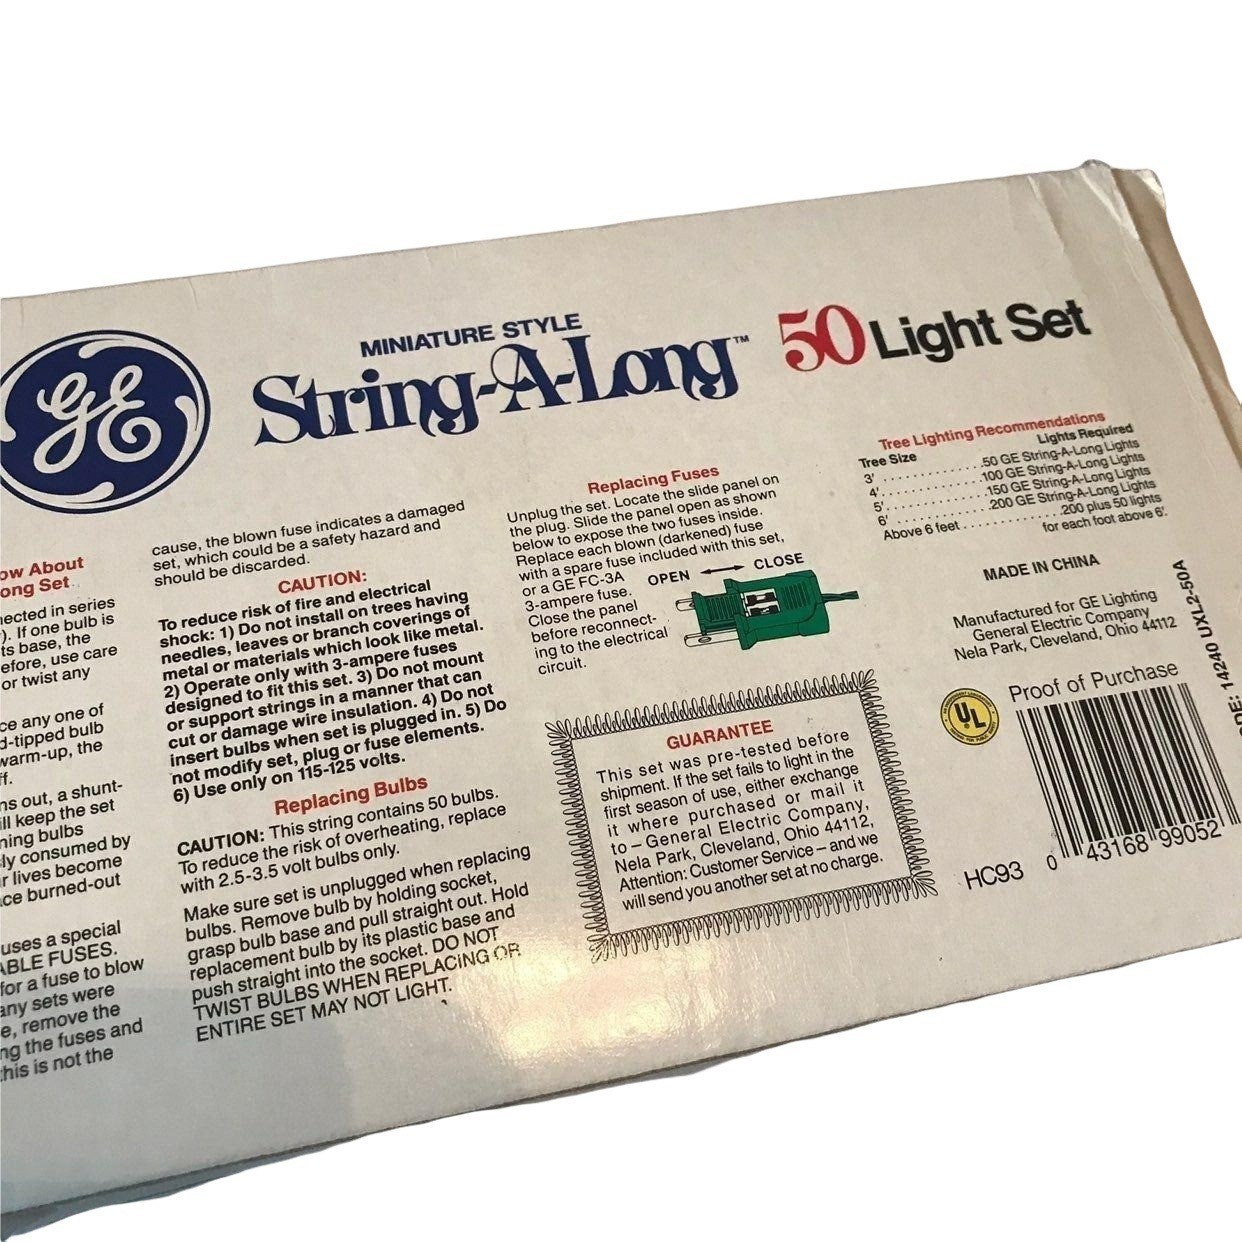 GE
MINIATURE STYLE
String-A-Long™
50 Light Set
ow About
ong Set
nected in series
). If one bulb is
ts base, the
efore, use care
or twist any
ce any one of
d-tipped bulb
warm-up, the
ff.
ns out, a shunt-
ill keep the set
ning bulbs
ly consumed by
r lives become
ce burned-out
uses a special
ABLE FUSES.
for a fuse to blow
any sets were
e, remove the
ng the fuses and
this is not the
cause, the blown fuse indicates a damaged
set, which could be a safety hazard and
should be discarded.
CAUTION:
To reduce risk of fire and electrical
shock: 1) Do not install on trees having
needles, leaves or branch coverings of
metal or materials which look like metal.
2) Operate only with 3-ampere fuses
designed to fit this set. 3) Do not mount
or support strings in a manner that can
cut or damage wire insulation. 4) Do not
insert bulbs when set is plugged in. 5) Do
not modify set, plug or fuse elements.
6) Use only on 115-125 volts.
Replacing Bulbs
CAUTION: This string contains 50 bulbs.
To reduce the risk of overheating, replace
with 2.5-3.5 volt bulbs only.
Make sure set is unplugged when replacing
bulbs. Remove bulb by holding socket,
grasp bulb base and pull straight out. Hold
replacement bulb by its plastic base and
push straight into the socket. DO NOT
TWIST BULBS WHEN REPLACING OR
ENTIRE SET MAY NOT LIGHT.
Replacing Fuses
Unplug the set. Locate the slide panel on
the plug. Slide the panel open as shown
below to expose the two fuses inside.
Replace each blown (darkened) fuse
with a spare fuse included with this set,
or a GE FC-3A
3-ampere fuse.
Close the panel
before reconnect-
ing to the electrical
circuit.
OPEN CLOSE
GUARANTEE
This set was pre-tested before
shipment. If the set fails to light in the
first season of use, either exchange
it where purchased or mail it
to – General Electric Company,
Nela Park, Cleveland, Ohio 44112,
Attention: Customer Service – and we
will send you another set at no charge.
Tree Lighting Recommendations
Tree Size Lights Required
3' . . . . . . . . . . . . .50 GE String-A-Long Lights
4' . . . . . . . . . . . . .100 GE String-A-Long Lights
5' . . . . . . . . . . . . .150 GE String-A-Long Lights
6' . . . . . . . . . . . . .200 GE String-A-Long Lights
Above 6 feet . . . . . . . . . . . . .200 plus 50 lights
for each foot above 6'.
MADE IN CHINA
Manufactured for GE Lighting
General Electric Company
Nela Park, Cleveland, Ohio 44112
UL
Proof of Purchase
HC93
0 43168 99052
ODE: 14240 UXL2-50A